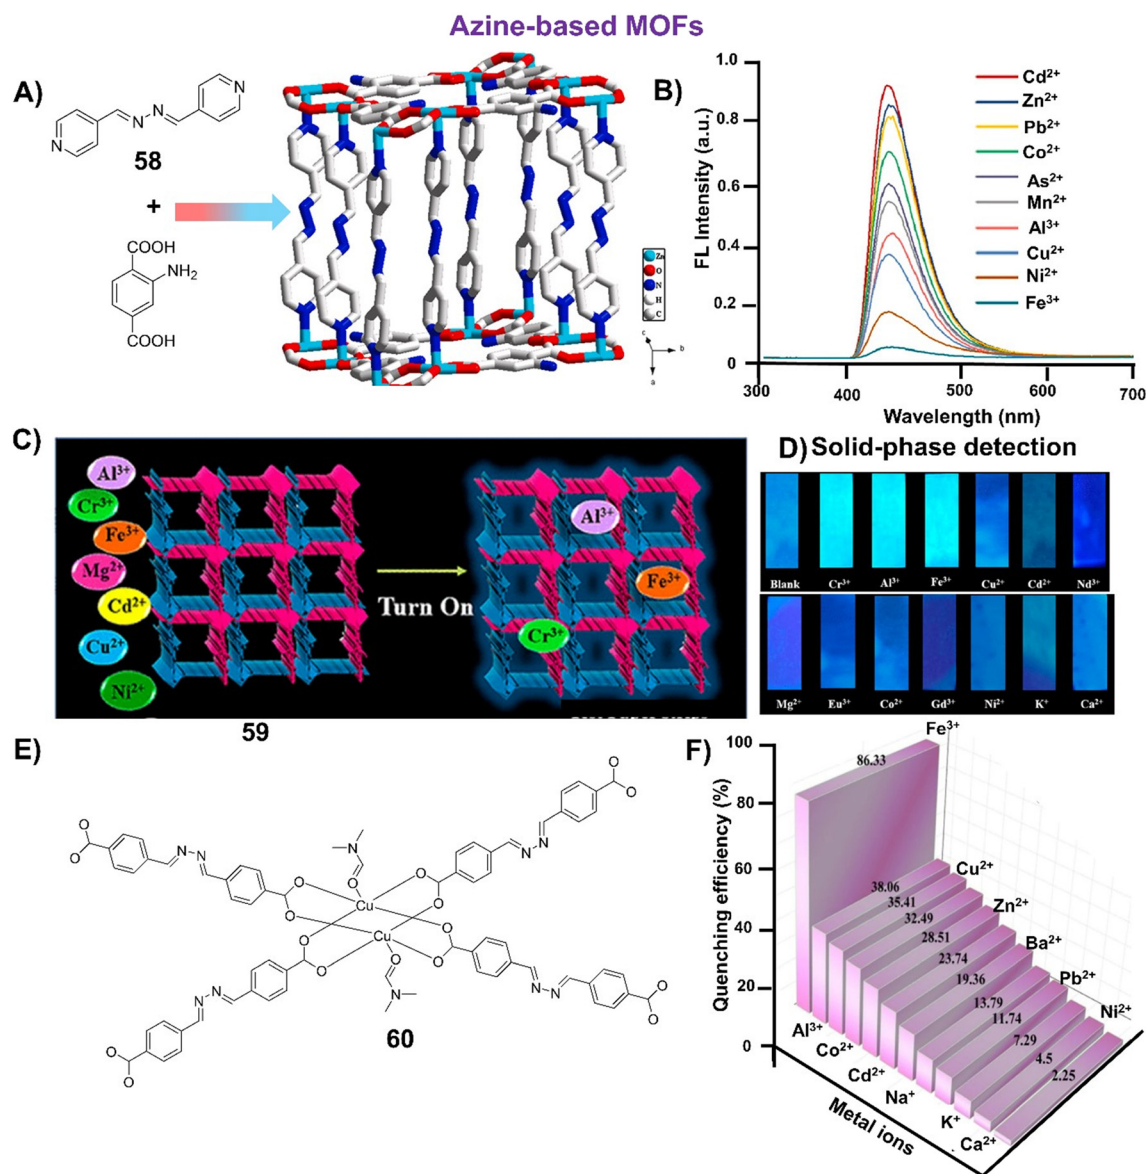 Azine-based MOFs
A)
N
N
N
N
58
+
COOH
NH₂
COOH
Zn
O
N
H
C
c
b
a
B)
FL Intensity (a.u.)
1.0
0.8
0.6
0.4
0.2
0
300 400 500 600 700
Wavelength (nm)
Cd²⁺
Zn²⁺
Pb²⁺
Co²⁺
As²⁺
Mn²⁺
Al³⁺
Cu²⁺
Ni²⁺
Fe³⁺
C)
Al³⁺
Cr³⁺
Fe³⁺
Mg²⁺
Cd²⁺
Cu²⁺
Ni²⁺
Turn On
Al³⁺
Fe³⁺
Cr³⁺
59
D) Solid-phase detection
Blank Cr³⁺ Al³⁺ Fe³⁺ Cu²⁺ Cd²⁺ Nd³⁺
Mg²⁺ Eu³⁺ Co²⁺ Gd³⁺ Ni²⁺ K⁺ Ca²⁺
E)
O
O
N
N
O
O
N
O
Cu
O
O
N
N
O
O
O
O
Cu
O
O
N
N
O
O
O
N
O
O
N
N
O
O
60
F)
Quenching efficiency (%)
100
80
60
40
20
0
Fe³⁺
Cu²⁺
Zn²⁺
Ba²⁺
Pb²⁺
Ni²⁺
86.33
38.06
35.41
32.49
28.51
23.74
19.36
13.79
11.74
7.29
4.5
2.25
Al³⁺
Co²⁺
Cd²⁺
Na⁺
K⁺
Ca²⁺
Metal ions